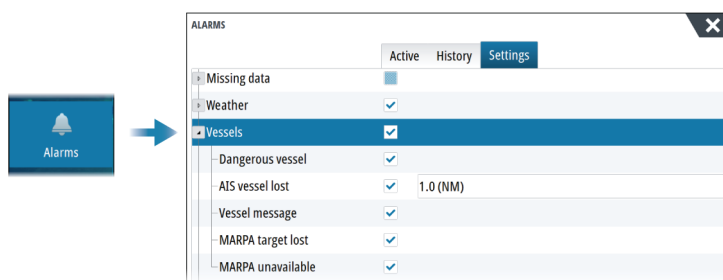 ALARMS
Active History Settings
Missing data
Weather
Vessels
Dangerous vessel
AIS vessel lost 1.0 (NM)
Vessel message
MARPA target lost
MARPA unavailable
Alarms